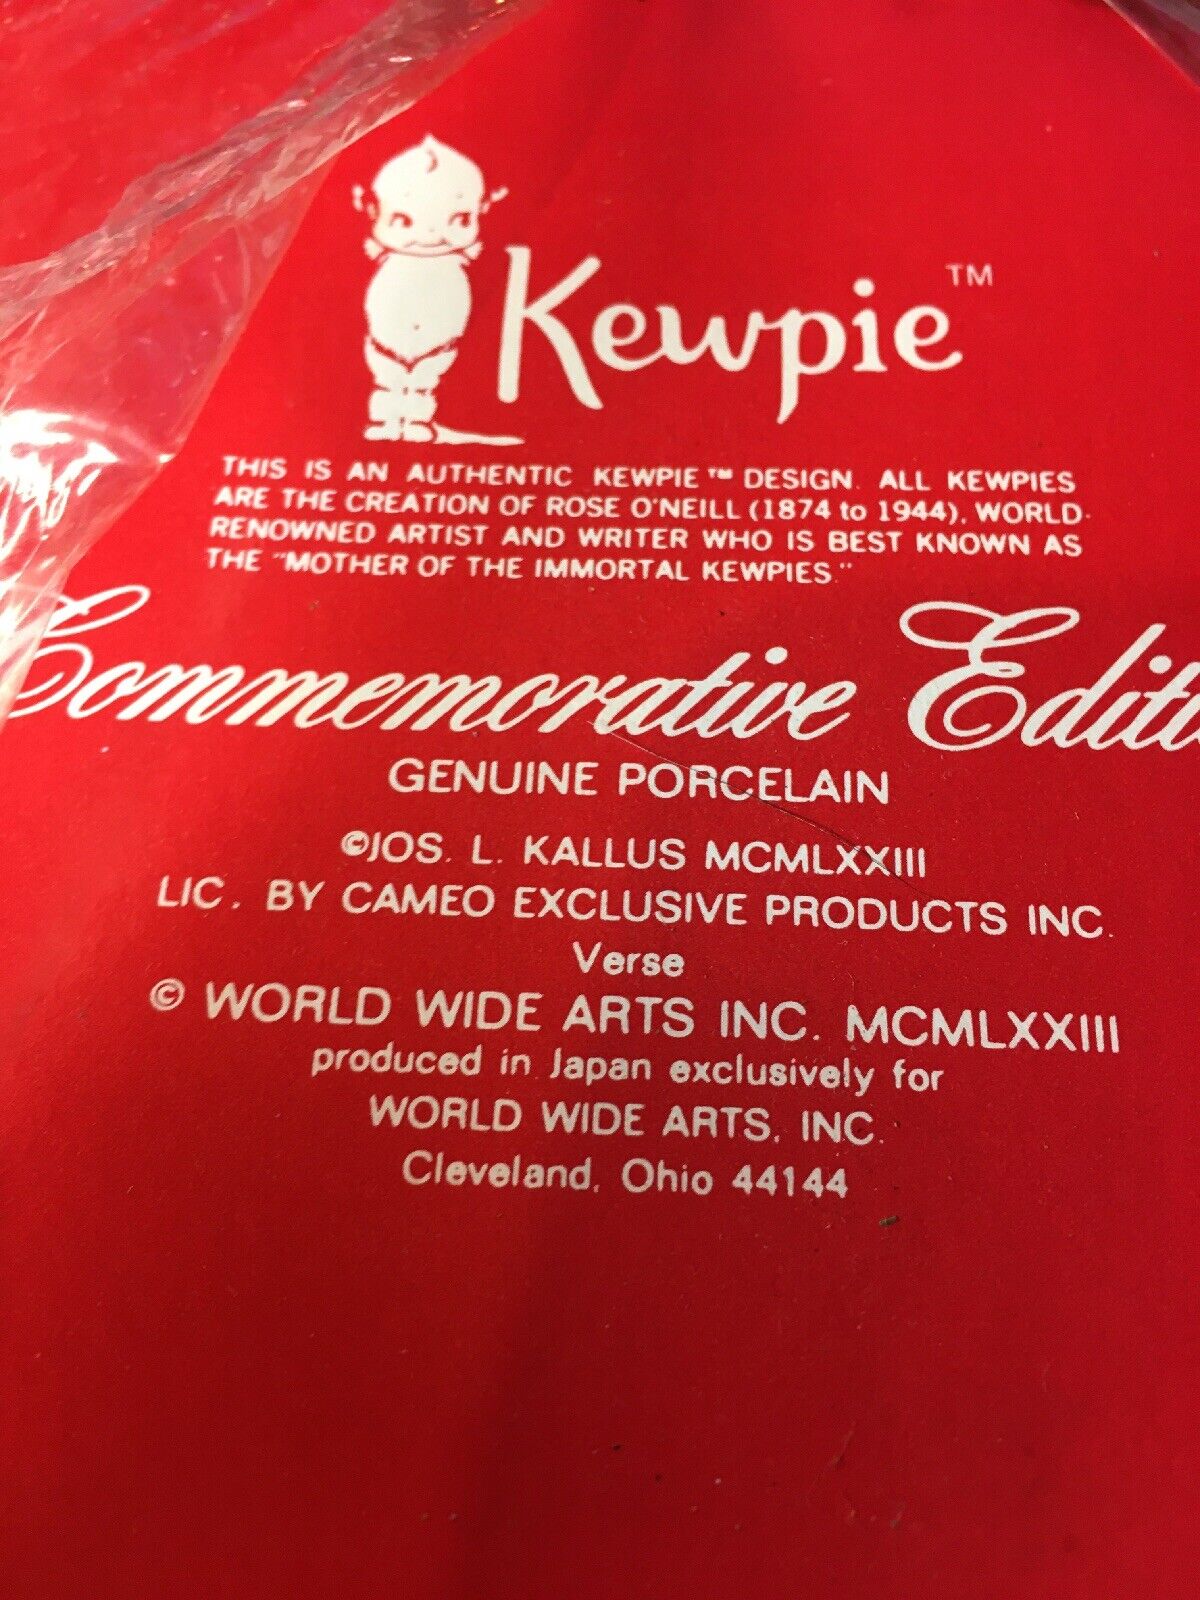 Kewpie™
THIS IS AN AUTHENTIC KEWPIE™ DESIGN. ALL KEWPIES
ARE THE CREATION OF ROSE O'NEILL (1874 to 1944), WORLD-
RENOWNED ARTIST AND WRITER WHO IS BEST KNOWN AS
THE "MOTHER OF THE IMMORTAL KEWPIES."
Commemorative
GENUINE PORCELAIN
©JOS. L. KALLUS MCMLXXIII
LIC. BY CAMEO EXCLUSIVE PRODUCTS INC.
Verse
© WORLD WIDE ARTS INC. MCMLXXIII
produced in Japan exclusively for
WORLD WIDE ARTS, INC.
Cleveland, Ohio 44144